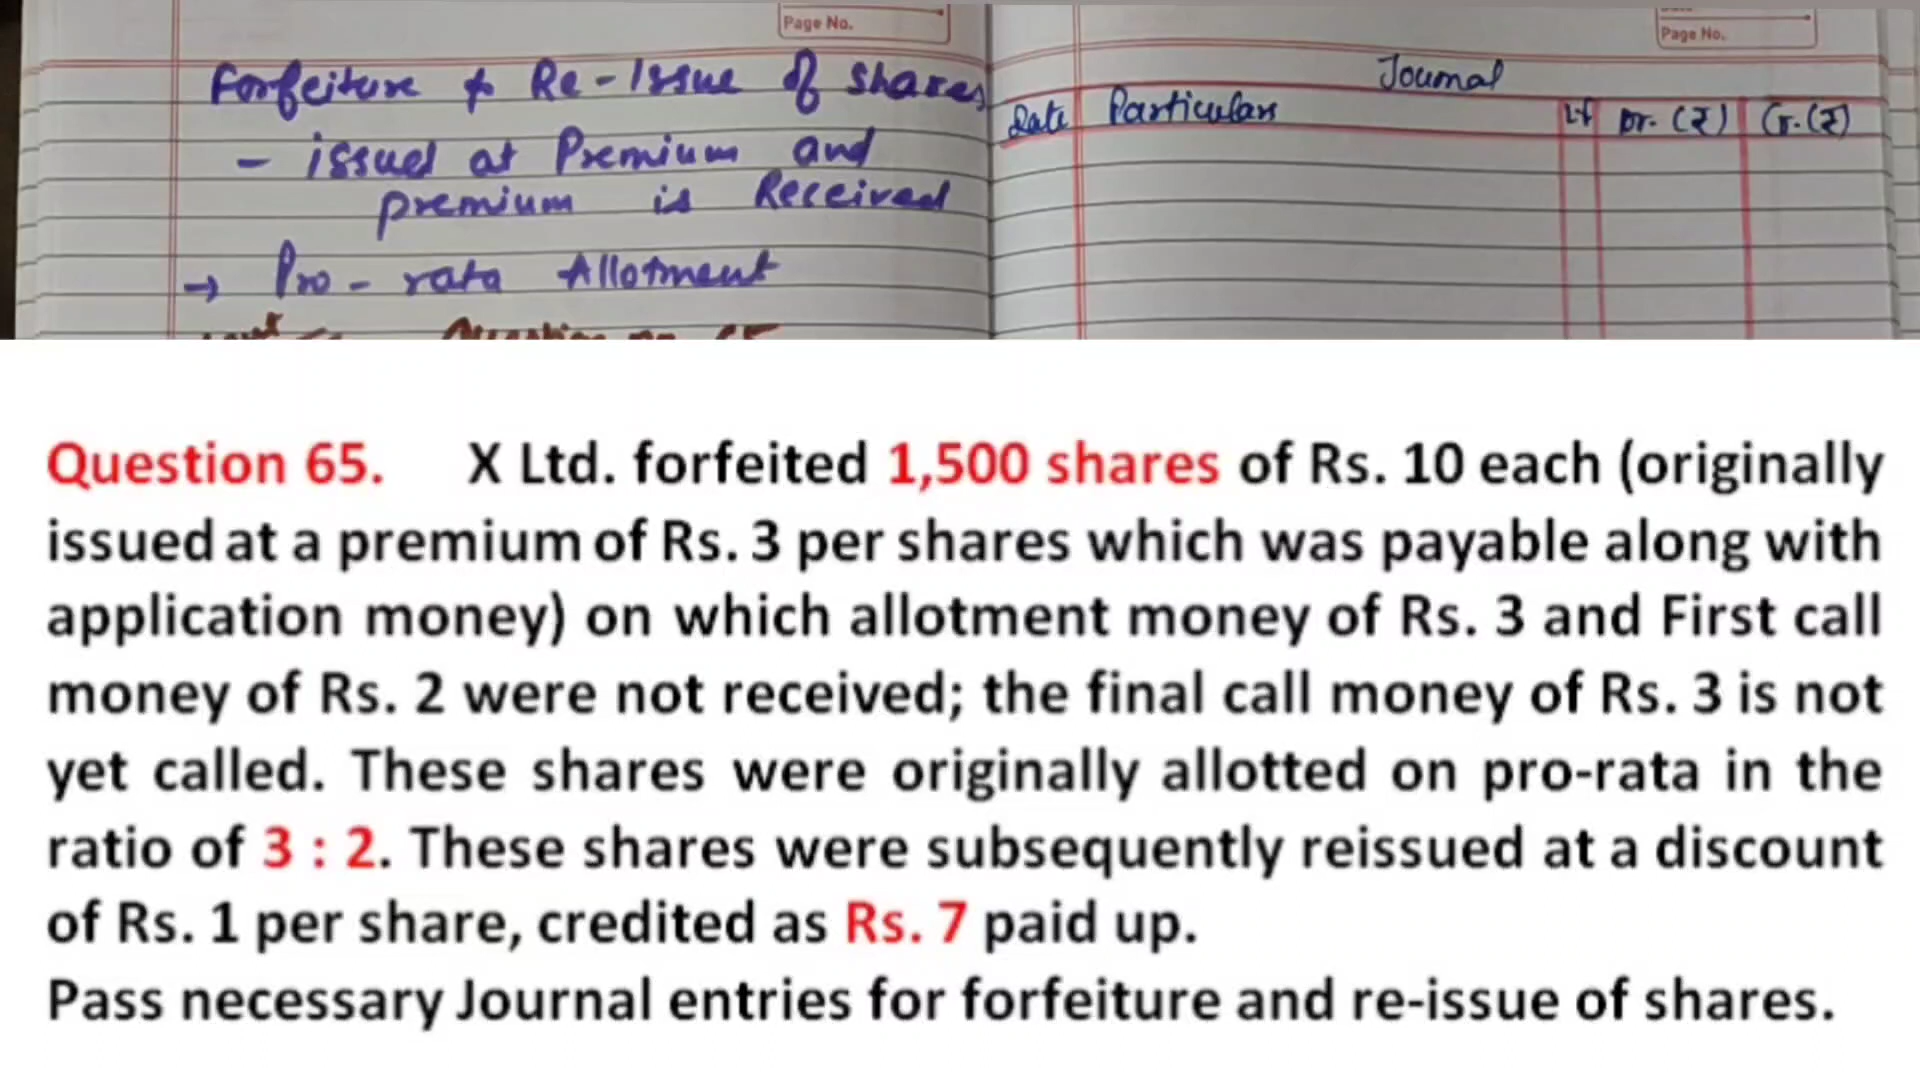 Page No.
Forfeiture & Re-Issue of Shares
- issued at Premium and
premium is Received
→ Pro-rata Allotment
Question no. 65
Page No.
Journal
Date Particulars Lf Dr. (₹) Cr. (₹)
Question 65. X Ltd. forfeited 1,500 shares of Rs. 10 each (originally
issued at a premium of Rs. 3 per shares which was payable along with
application money) on which allotment money of Rs. 3 and First call
money of Rs. 2 were not received; the final call money of Rs. 3 is not
yet called. These shares were originally allotted on pro-rata in the
ratio of 3 : 2. These shares were subsequently reissued at a discount
of Rs. 1 per share, credited as Rs. 7 paid up.
Pass necessary Journal entries for forfeiture and re-issue of shares.